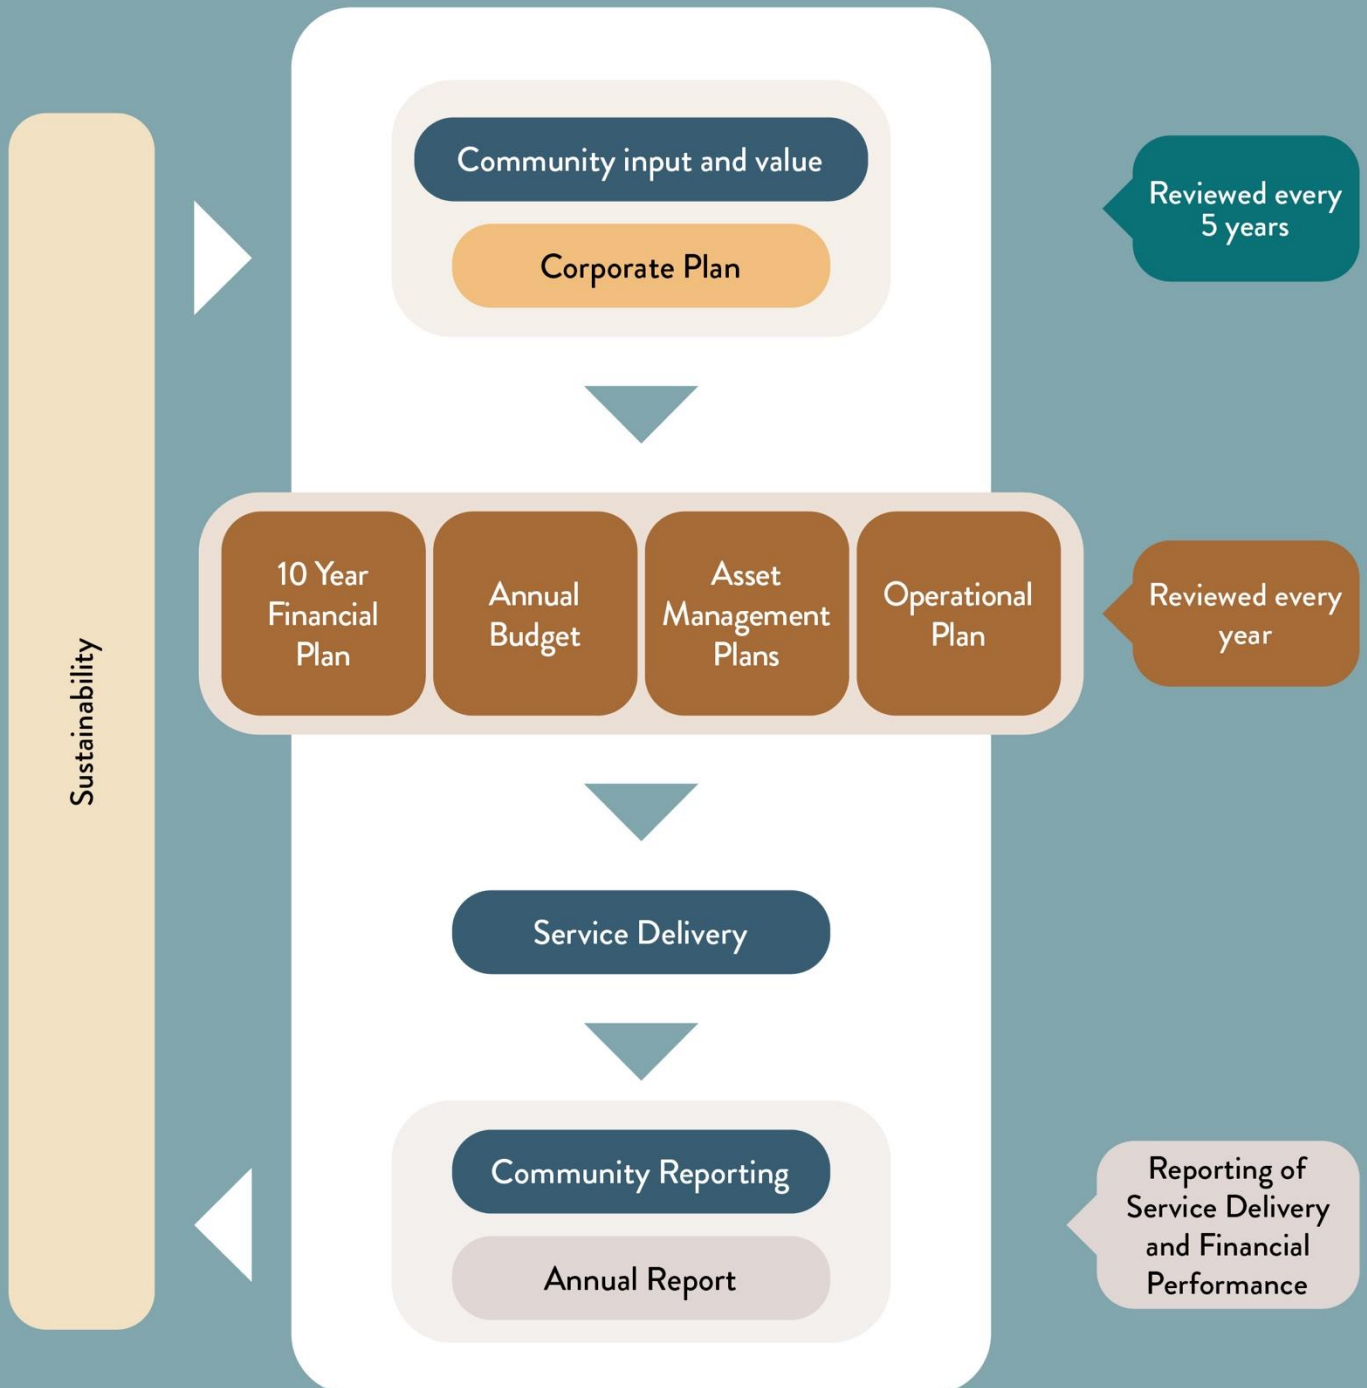 Sustainability
Community input and value
Corporate Plan
Reviewed every
5 years
10 Year
Financial
Plan
Annual
Budget
Asset
Management
Plans
Operational
Plan
Reviewed every
year
Service Delivery
Community Reporting
Annual Report
Reporting of
Service Delivery
and Financial
Performance